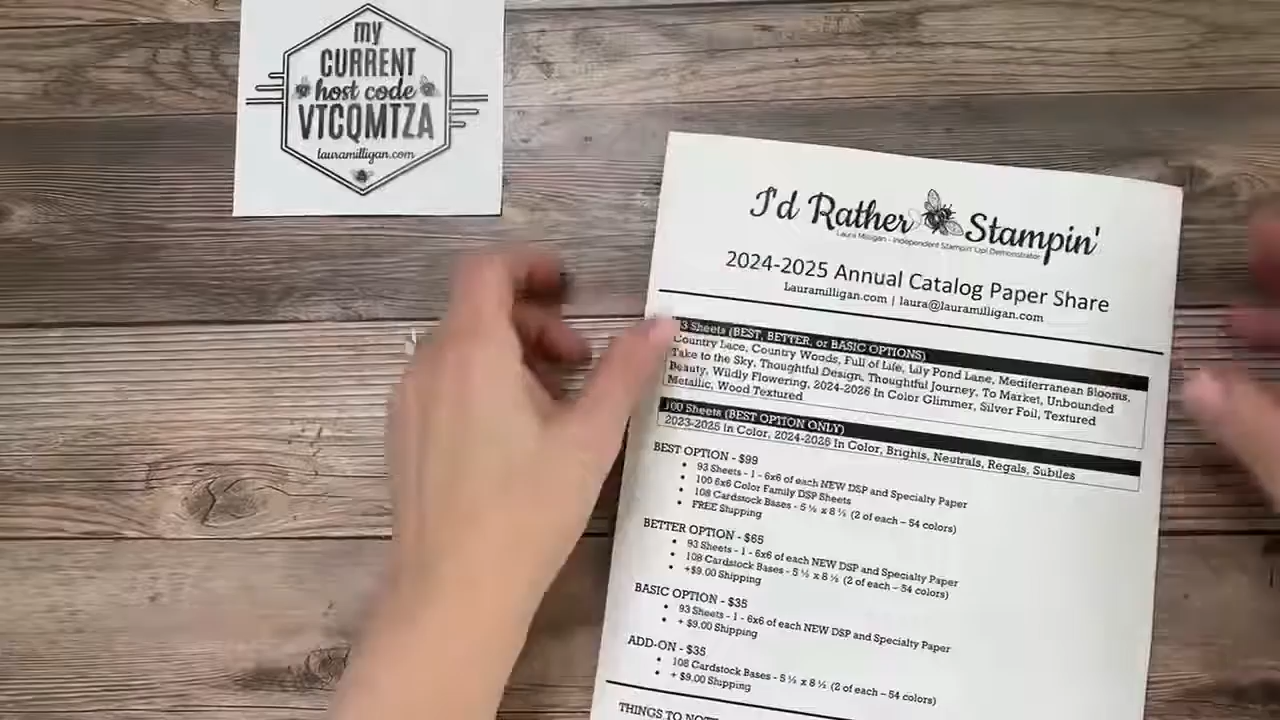 my
CURRENT
host code
VTCQMTZA
lauramilligan.com
I'd Rather Stampin'
Laura Milligan - Independent Stampin' Up! Demonstrator
2024-2025 Annual Catalog Paper Share
Lauramilligan.com | laura@lauramilligan.com
3 Sheets (BEST, BETTER, or BASIC OPTIONS)
Country Lace, Country Woods, Full of Life, Lily Pond Lane, Mediterranean Blooms,
Take to the Sky, Thoughtful Design, Thoughtful Journey, To Market, Unbounded
Beauty, Wildly Flowering, 2024-2026 In Color Glimmer, Silver Foil, Textured
Metallic, Wood Textured
100 Sheets (BEST OPTION ONLY)
2023-2025 In Color, 2024-2026 In Color, Brights, Neutrals, Regals, Subtles
BEST OPTION - $99
• 93 Sheets - 1 - 6x6 of each NEW DSP and Specialty Paper
• 100 6x6 Color Family DSP Sheets
• 108 Cardstock Bases - 5 ½ x 8 ½ (2 of each – 54 colors)
• FREE Shipping
BETTER OPTION - $65
• 93 Sheets - 1 - 6x6 of each NEW DSP and Specialty Paper
• 108 Cardstock Bases - 5 ½ x 8 ½ (2 of each – 54 colors)
• +$9.00 Shipping
BASIC OPTION - $35
• 93 Sheets - 1 - 6x6 of each NEW DSP and Specialty Paper
• + $9.00 Shipping
ADD-ON - $35
• 108 Cardstock Bases - 5 ½ x 8 ½ (2 of each – 54 colors)
• + $9.00 Shipping
THINGS TO NOT